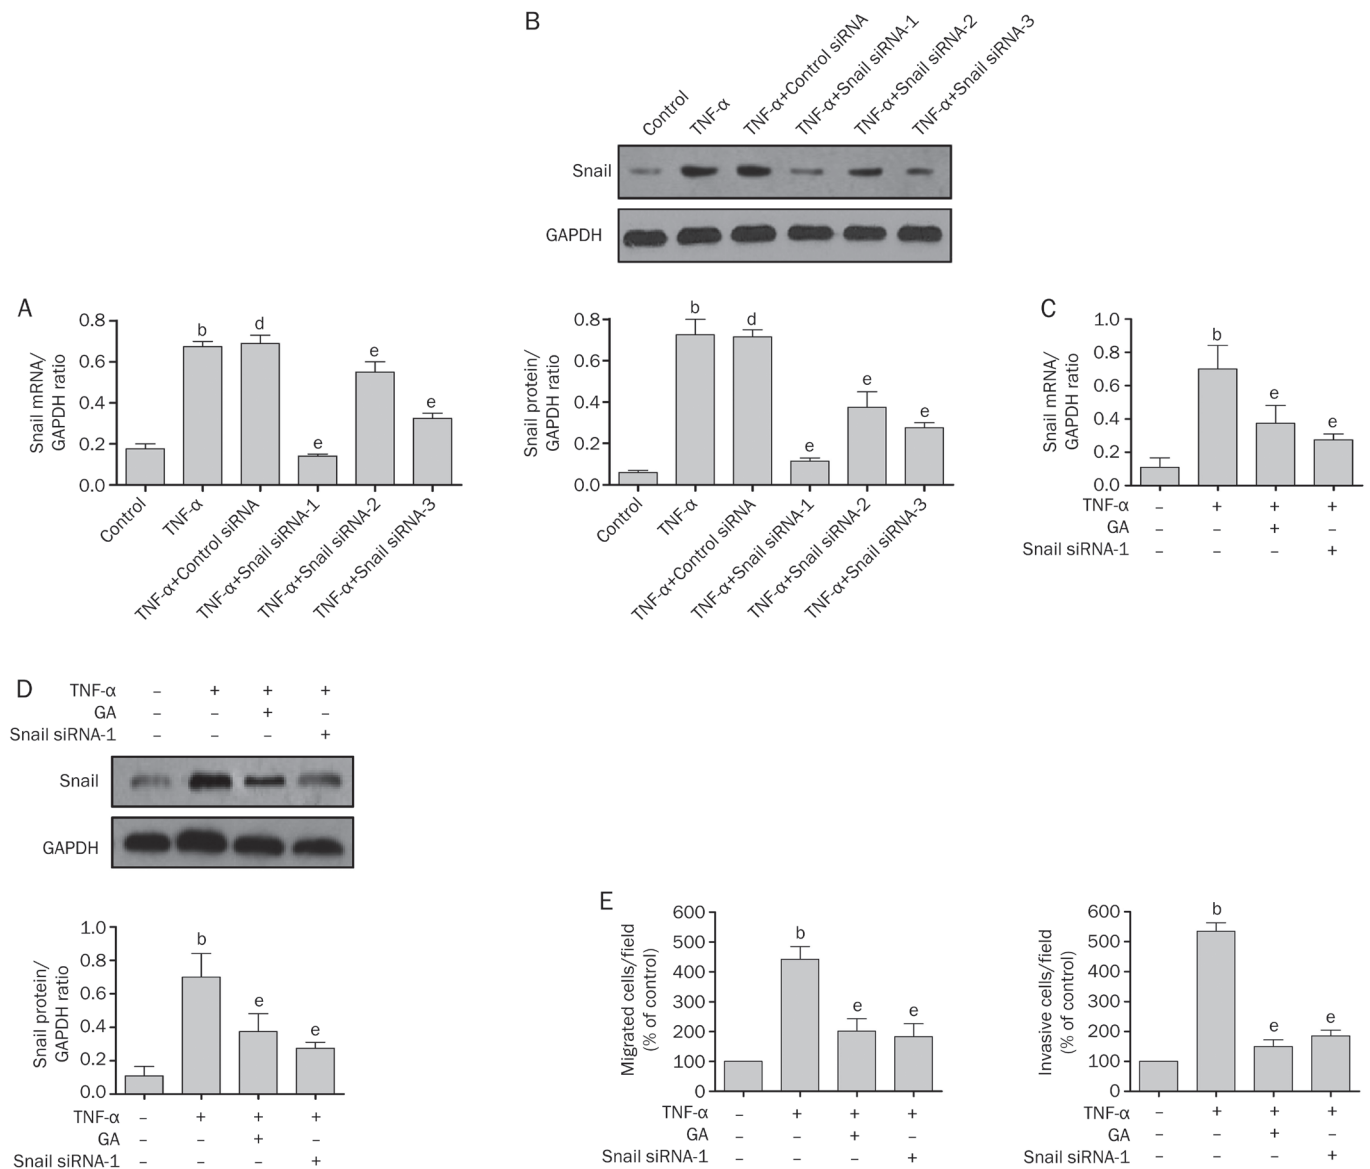 B
Control
TNF-α
TNF-α+Control siRNA
TNF-α+Snail siRNA-1
TNF-α+Snail siRNA-2
TNF-α+Snail siRNA-3
Snail
GAPDH
A
Snail mRNA/
GAPDH ratio
0.8
0.6
0.4
0.2
0.0
b
d
e
e
e
Control
TNF-α
TNF-α+Control siRNA
TNF-α+Snail siRNA-1
TNF-α+Snail siRNA-2
TNF-α+Snail siRNA-3
Snail protein/
GAPDH ratio
0.8
0.6
0.4
0.2
0.0
b
d
e
e
e
Control
TNF-α
TNF-α+Control siRNA
TNF-α+Snail siRNA-1
TNF-α+Snail siRNA-2
TNF-α+Snail siRNA-3
C
Snail mRNA/
GAPDH ratio
1.0
0.8
0.6
0.4
0.2
0.0
b
e
e
TNF-α – + + +
GA – – + –
Snail siRNA-1 – – – +
D
TNF-α – + + +
GA – – + –
Snail siRNA-1 – – – +
Snail
GAPDH
Snail protein/
GAPDH ratio
1.0
0.8
0.6
0.4
0.2
0.0
b
e
e
TNF-α – + + +
GA – – + –
Snail siRNA-1 – – – +
E
Migrated cells/field
(% of control)
600
500
400
300
200
100
0
b
e
e
TNF-α – + + +
GA – – + –
Snail siRNA-1 – – – +
Invasive cells/field
(% of control)
600
500
400
300
200
100
0
b
e
e
TNF-α – + + +
GA – – + –
Snail siRNA-1 – – – +